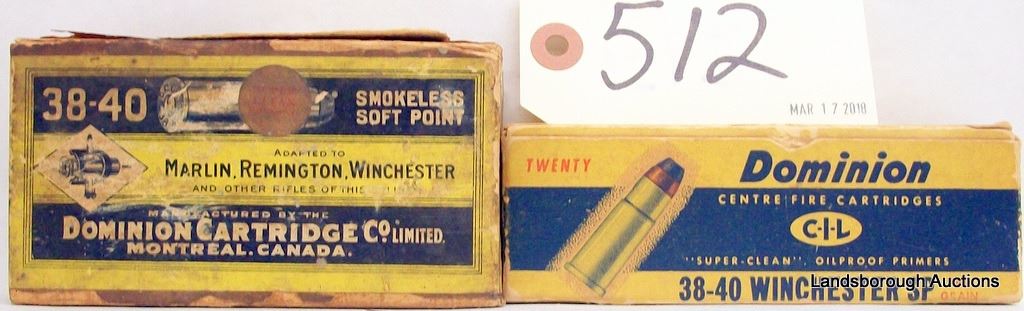 512
MAR 17 2018
38-40
SMOKELESS
SOFT POINT
ADAPTED TO
MARLIN, REMINGTON, WINCHESTER
AND OTHER RIFLES OF THIS
MANUFACTURED BY THE
DOMINION CARTRIDGE CO. LIMITED.
MONTREAL. CANADA.
TWENTY
Dominion
CENTRE FIRE CARTRIDGES
C-I-L
"SUPER-CLEAN". OILPROOF PRIMERS
38-40 WINCHESTER SP
Landsborough Auctions